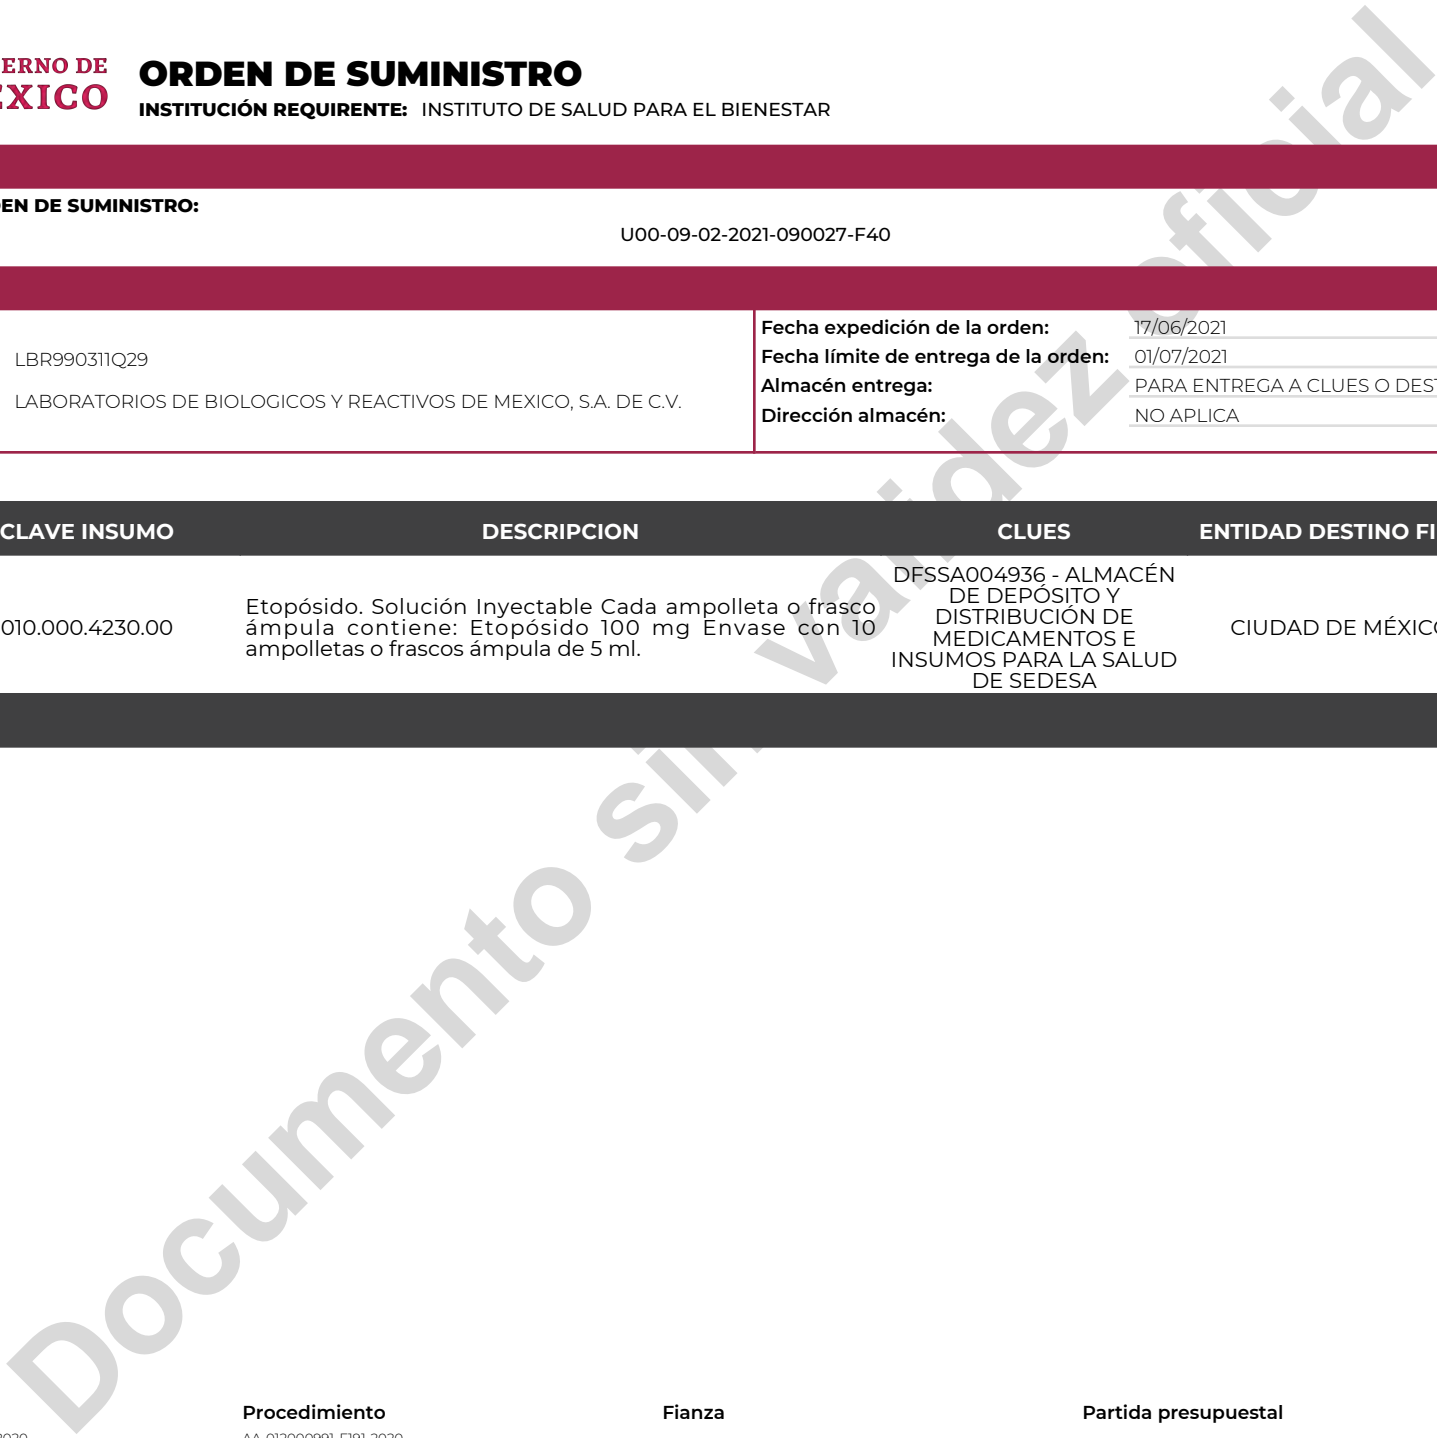 ERNO DE
EXICO
ORDEN DE SUMINISTRO
INSTITUCIÓN REQUIRENTE: INSTITUTO DE SALUD PARA EL BIENESTAR
EN DE SUMINISTRO:
U00-09-02-2021-090027-F40
LBR990311Q29
LABORATORIOS DE BIOLOGICOS Y REACTIVOS DE MEXICO, S.A. DE C.V.
Fecha expedición de la orden: 17/06/2021
Fecha límite de entrega de la orden: 01/07/2021
Almacén entrega: PARA ENTREGA A CLUES O DEST
Dirección almacén: NO APLICA
CLAVE INSUMO DESCRIPCION CLUES ENTIDAD DESTINO FI
010.000.4230.00
Etopósido. Solución Inyectable Cada ampolleta o frasco
ámpula contiene: Etopósido 100 mg Envase con 10
ampolletas o frascos ámpula de 5 ml.
DFSSA004936 - ALMACÉN
DE DEPÓSITO Y
DISTRIBUCIÓN DE
MEDICAMENTOS E
INSUMOS PARA LA SALUD
DE SEDESA
CIUDAD DE MÉXICO
Documento sin validez oficial
Procedimiento Fianza Partida presupuestal